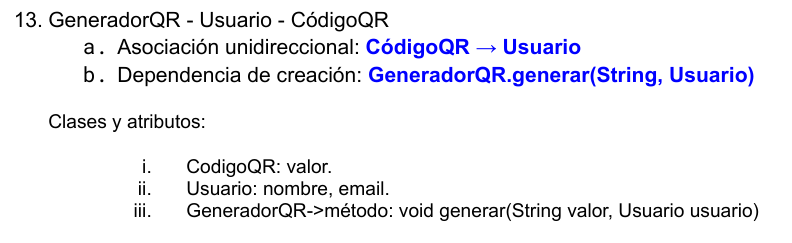 13. GeneradorQR - Usuario - CódigoQR
a. Asociación unidireccional: CódigoQR → Usuario
b. Dependencia de creación: GeneradorQR.generar(String, Usuario)
Clases y atributos:
i. CodigoQR: valor.
ii. Usuario: nombre, email.
iii. GeneradorQR->método: void generar(String valor, Usuario usuario)